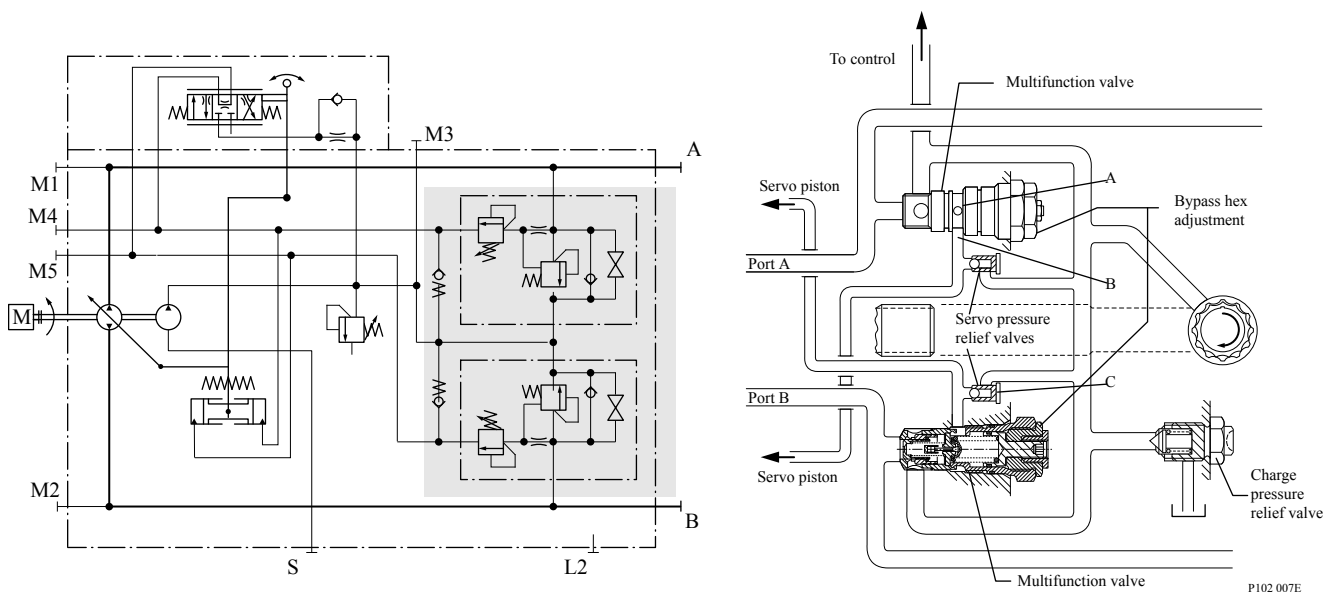 M3
A
M1
M4
M5
M
M2
B
S
L2
To control
Multifunction valve
Servo piston
A
Bypass hex
adjustment
Port A
B
Servo pressure
relief valves
C
Port B
Servo piston
Charge
pressure
relief valve
Multifunction valve
P102 007E